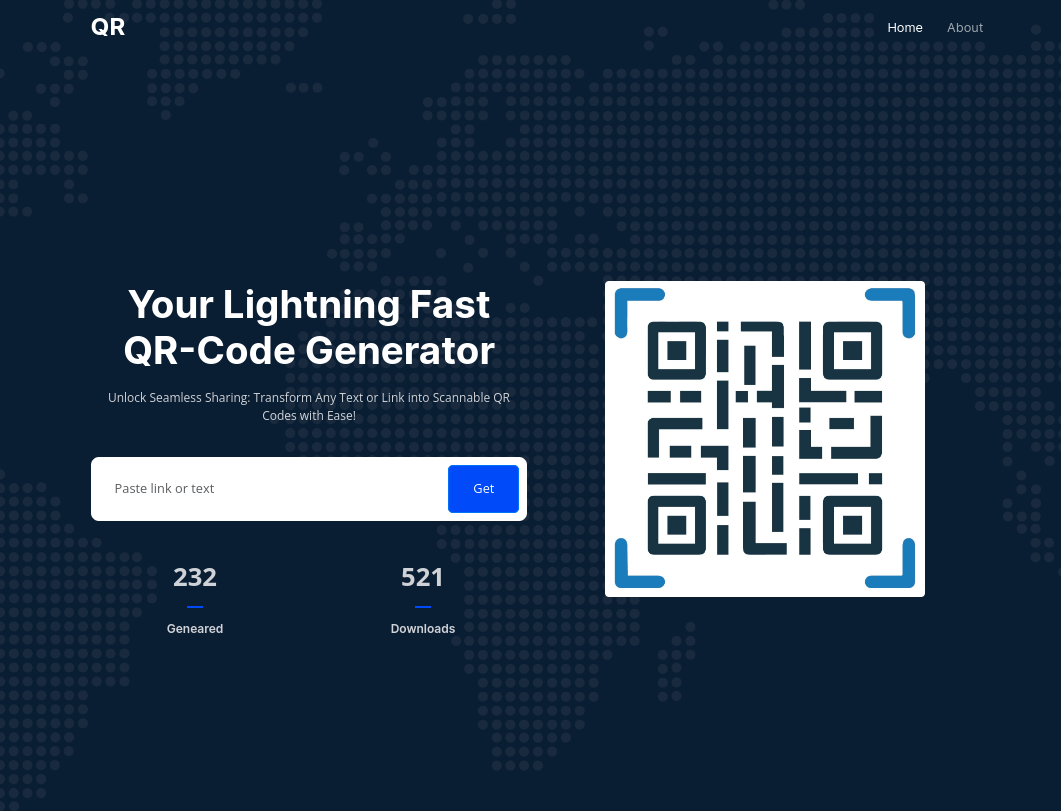 QR
Home
About
Your Lightning Fast
QR-Code Generator
Unlock Seamless Sharing: Transform Any Text or Link into Scannable QR
Codes with Ease!
Paste link or text
Get
232
521
Geneared
Downloads